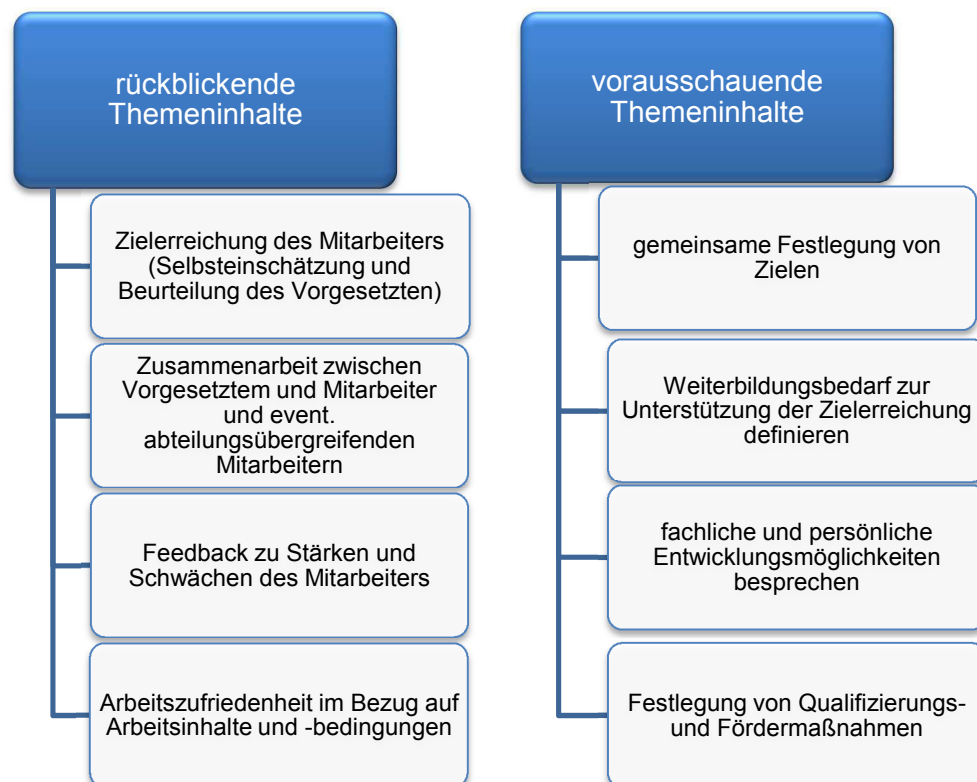 rückblickende
Themeninhalte
Zielerreichung des Mitarbeiters
(Selbsteinschätzung und
Beurteilung des Vorgesetzten)
Zusammenarbeit zwischen
Vorgesetztem und Mitarbeiter
und event.
abteilungsübergreifenden
Mitarbeitern
Feedback zu Stärken und
Schwächen des Mitarbeiters
Arbeitszufriedenheit im Bezug auf
Arbeitsinhalte und -bedingungen
vorausschauende
Themeninhalte
gemeinsame Festlegung von
Zielen
Weiterbildungsbedarf zur
Unterstützung der Zielerreichung
definieren
fachliche und persönliche
Entwicklungsmöglichkeiten
besprechen
Festlegung von Qualifizierungs-
und Fördermaßnahmen